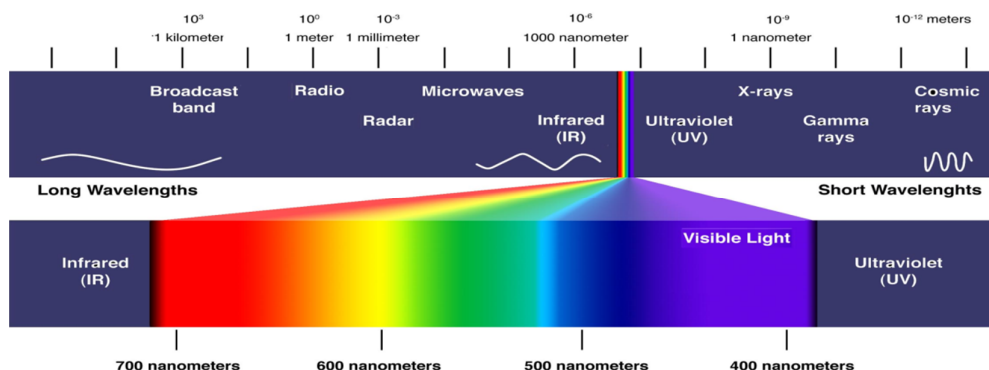 10³ 10⁰ 10⁻³ 10⁻⁶ 10⁻⁹ 10⁻¹² meters
1 kilometer 1 meter 1 millimeter 1000 nanometer 1 nanometer
Broadcast band
Radio
Radar
Microwaves
Infrared
(IR)
Ultraviolet
(UV)
X-rays
Gamma
rays
Cosmic
rays
Long Wavelengths
Short Wavelenghts
Visible Light
Infrared
(IR)
Ultraviolet
(UV)
700 nanometers 600 nanometers 500 nanometers 400 nanometers